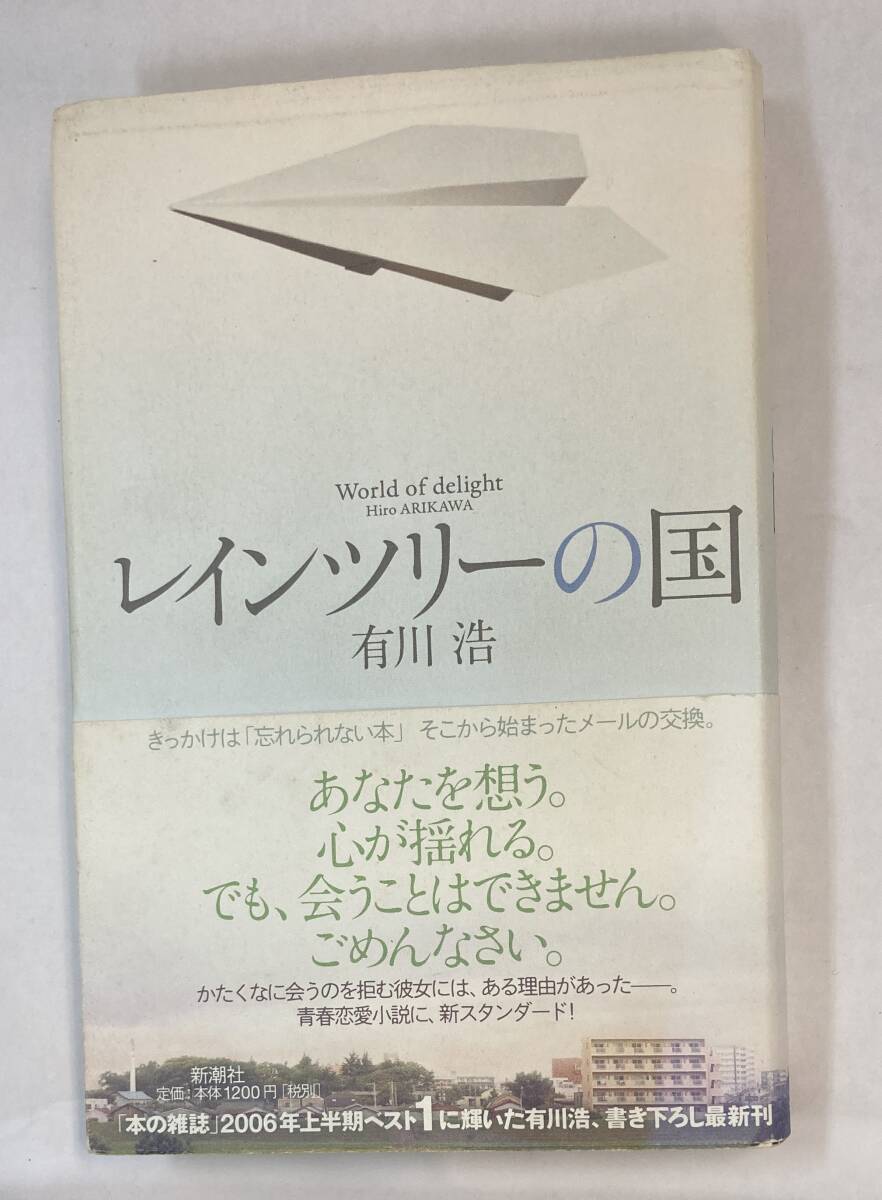 World of delight
Hiro ARIKAWA
レインツリーの国
有川 浩
きっかけは「忘れられない本」 そこから始まったメールの交換。
あなたを想う。
心が揺れる。
でも、会うことはできません。
ごめんなさい。
かたくなに会うのを拒む彼女には、ある理由があった――。
青春恋愛小説に、新スタンダード!
新潮社
定価:本体1200円[税別]
「本の雑誌」2006年上半期ベスト1に輝いた有川浩、書き下ろし最新刊